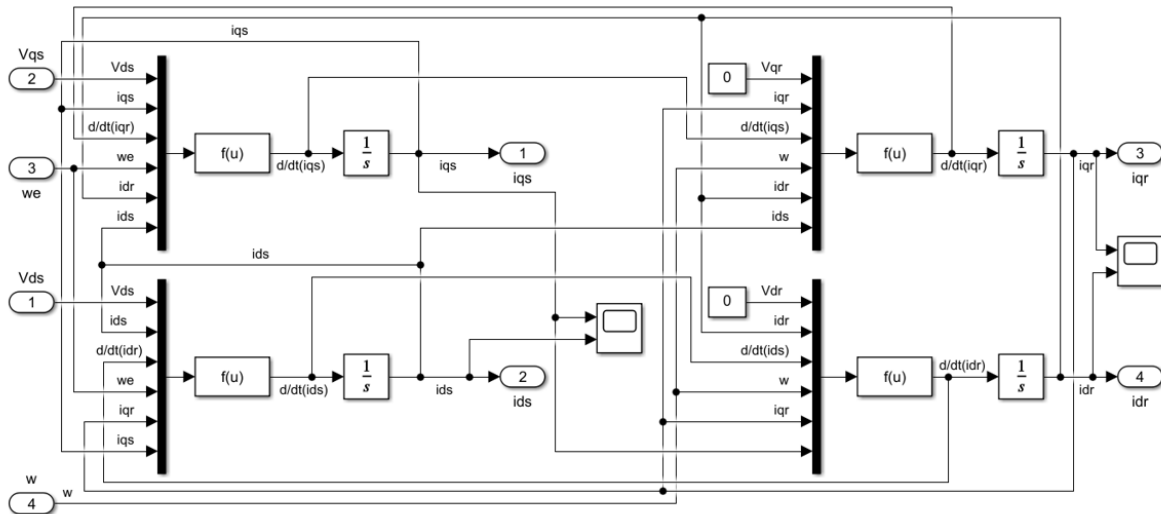 iqs
Vqs
2
Vds
iqs
d/dt(iqr)
we
idr
ids
3
we
f(u)
d/dt(iqs)
1
s
iqs
1
iqs
0
Vqr
iqr
d/dt(iqs)
w
idr
ids
f(u)
d/dt(iqr)
1
s
iqr
3
iqr
ids
Vds
1
Vds
ids
d/dt(idr)
we
iqr
iqs
f(u)
d/dt(ids)
1
s
ids
2
ids
0
Vdr
idr
d/dt(ids)
w
iqr
f(u)
d/dt(idr)
1
s
idr
4
idr
w
4
w